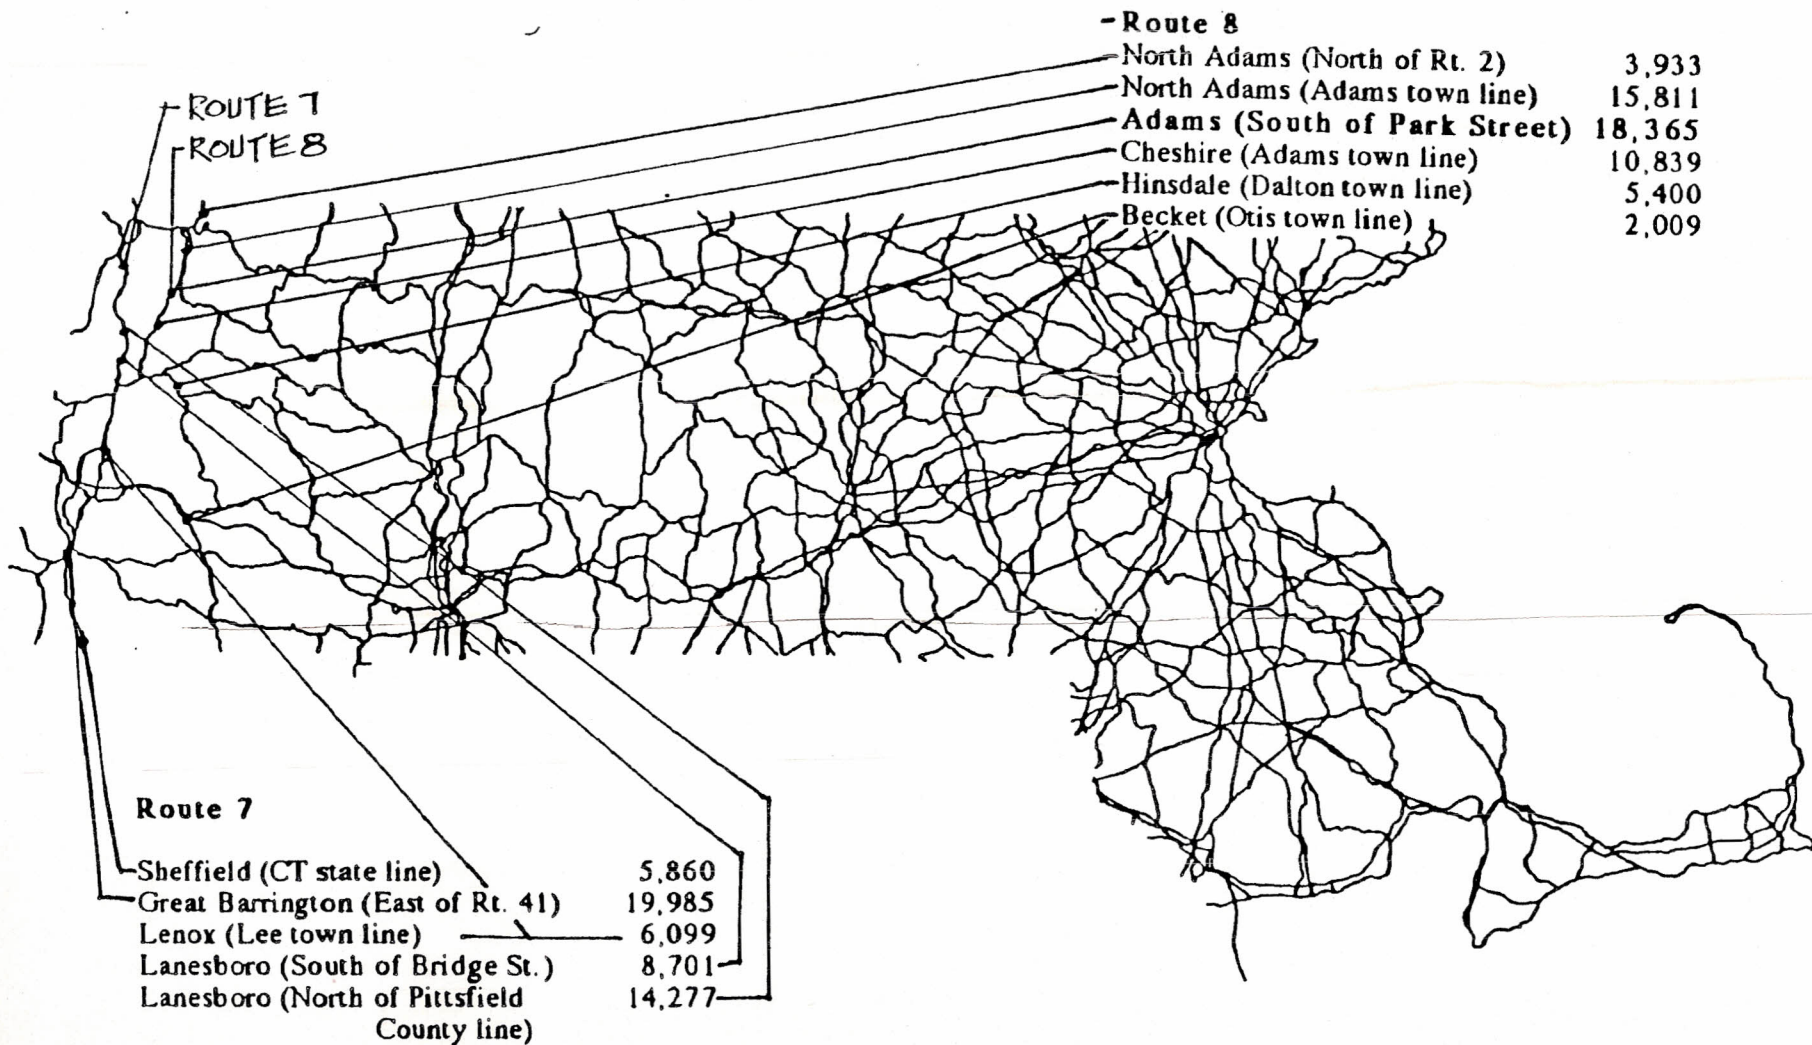 -Route 8
North Adams (North of Rt. 2) 3,933
North Adams (Adams town line) 15,811
Adams (South of Park Street) 18,365
Cheshire (Adams town line) 10,839
Hinsdale (Dalton town line) 5,400
Becket (Otis town line) 2,009
ROUTE 7
ROUTE 8
Route 7
Sheffield (CT state line) 5,860
Great Barrington (East of Rt. 41) 19,985
Lenox (Lee town line) 6,099
Lanesboro (South of Bridge St.) 8,701
Lanesboro (North of Pittsfield 14,277
County line)